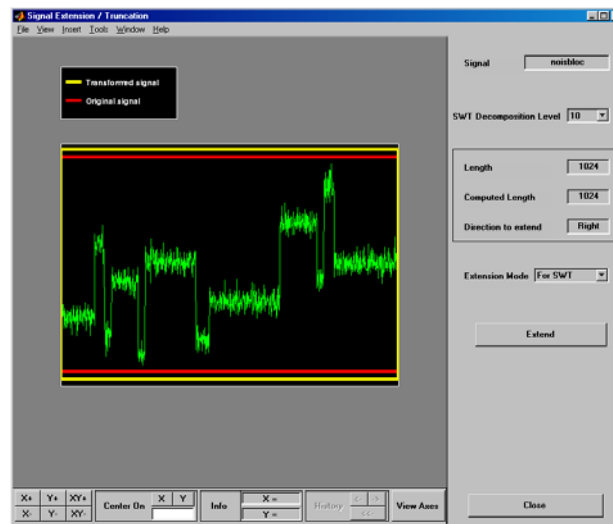 Signal Extension / Truncation
File View Insert Tools Window Help
Transformed signal
Original signal
Signal noisbloc
SWT Decomposition Level 10
Length 1024
Computed Length 1024
Direction to extend Right
Extension Mode For SWT
Extend
X+ Y+ XY+
X- Y- XY-
Center On X Y
Info X =
Y =
History <- ->
<<-
View Axes
Close